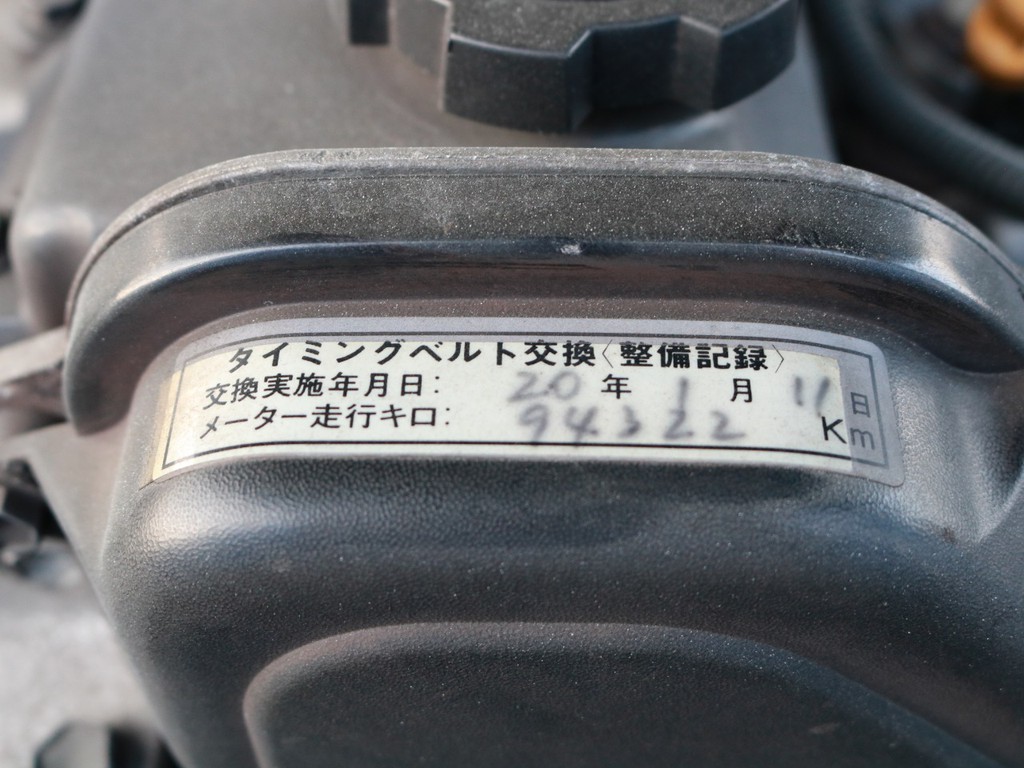 タイミングベルト交換〈整備記録〉
交換実施年月日: 20 年 1 月 11 日
メーター走行キロ: 94322 Km